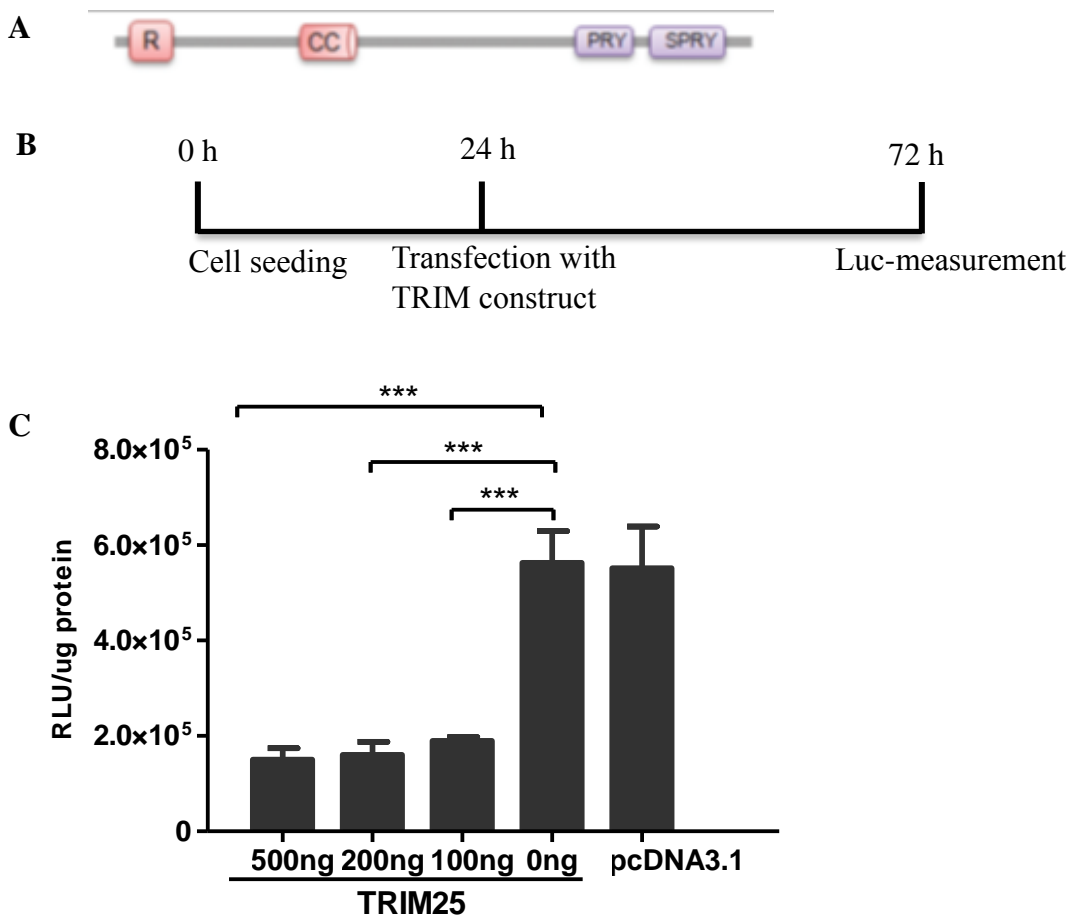 A
R CC PRY SPRY
B
0 h 24 h 72 h
Cell seeding
Transfection with
TRIM construct
Luc-measurement
C
***
***
***
RLU/ug protein
8.0×10⁵
6.0×10⁵
4.0×10⁵
2.0×10⁵
0
500ng 200ng 100ng 0ng pcDNA3.1
TRIM25